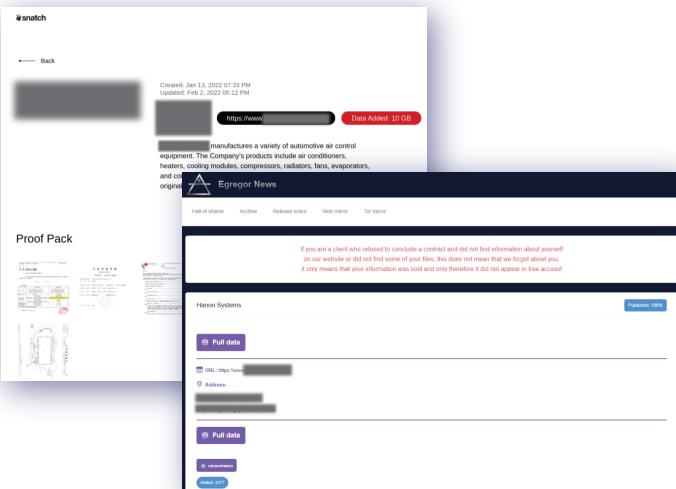 snatch
Back
Created: Jan 13, 2022 07:33 PM
Updated: Feb 2, 2022 05:12 PM
https://www.
Data Added: 10 GB
manufactures a variety of automotive air control
equipment. The Company's products include air conditioners,
heaters, cooling modules, compressors, radiators, fans, evaporators,
and
original
Proof Pack
Egregor News
Hall of shame Archive Release notes Web mirror Tor mirror
If you are a client who refused to conclude a contract and did not find information about yourself
on our website or did not find some of your files, this does not mean that we forgot about you,
it only means that your information was sold and only therefore it did not appear in free access!
Hanon Systems
Published: 100%
Full data
URL: https://www
Address:
Full data
ransomware